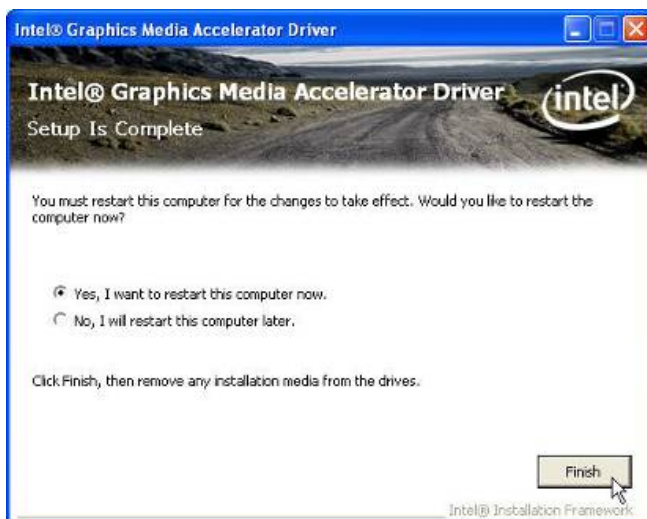 Intel® Graphics Media Accelerator Driver
Intel® Graphics Media Accelerator Driver
intel
Setup Is Complete
You must restart this computer for the changes to take effect. Would you like to restart the
computer now?
Yes, I want to restart this computer now.
No, I will restart this computer later.
Click Finish, then remove any installation media from the drives.
Finish
Intel® Installation Framework